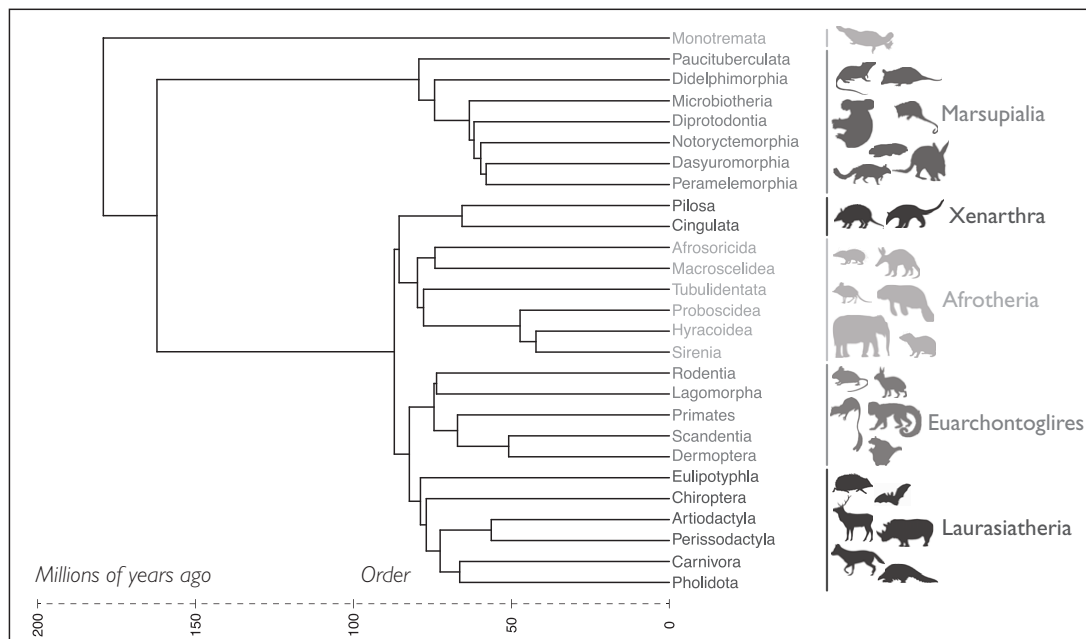 Monotremata
Paucituberculata
Didelphimorphia
Microbiotheria
Diprotodontia
Notoryctemorphia
Dasyuromorphia
Peramelemorphia
Marsupialia
Pilosa
Cingulata
Xenarthra
Afrosoricida
Macroscelidea
Tubulidentata
Proboscidea
Hyracoidea
Sirenia
Afrotheria
Rodentia
Lagomorpha
Primates
Scandentia
Dermoptera
Euarchontoglires
Eulipotyphla
Chiroptera
Artiodactyla
Perissodactyla
Carnivora
Pholidota
Laurasiatheria
Millions of years ago
Order
200
150
100
50
0